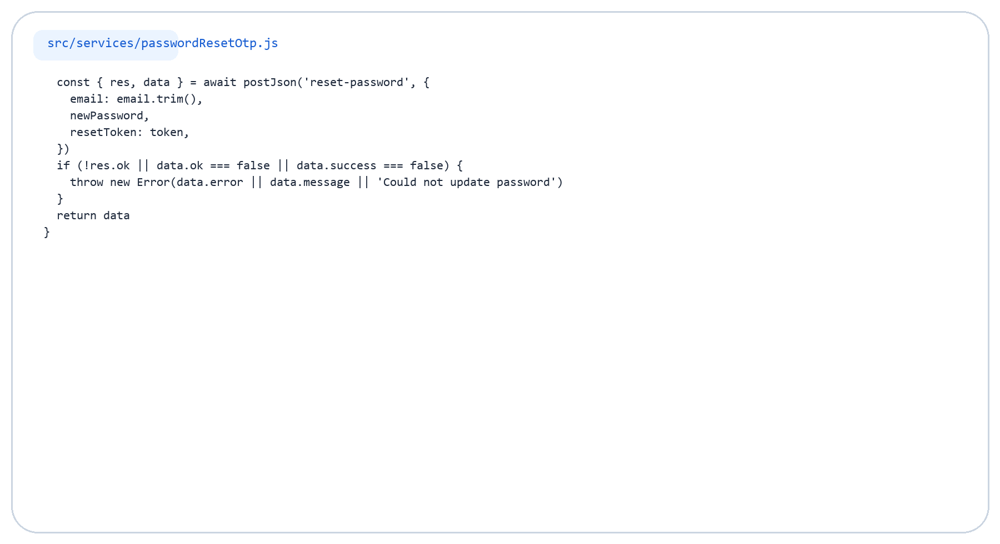 src/services/passwordResetOtp.js
  const { res, data } = await postJson('reset-password', {
    email: email.trim(),
    newPassword,
    resetToken: token,
  })
  if (!res.ok || data.ok === false || data.success === false) {
    throw new Error(data.error || data.message || 'Could not update password')
  }
  return data
}